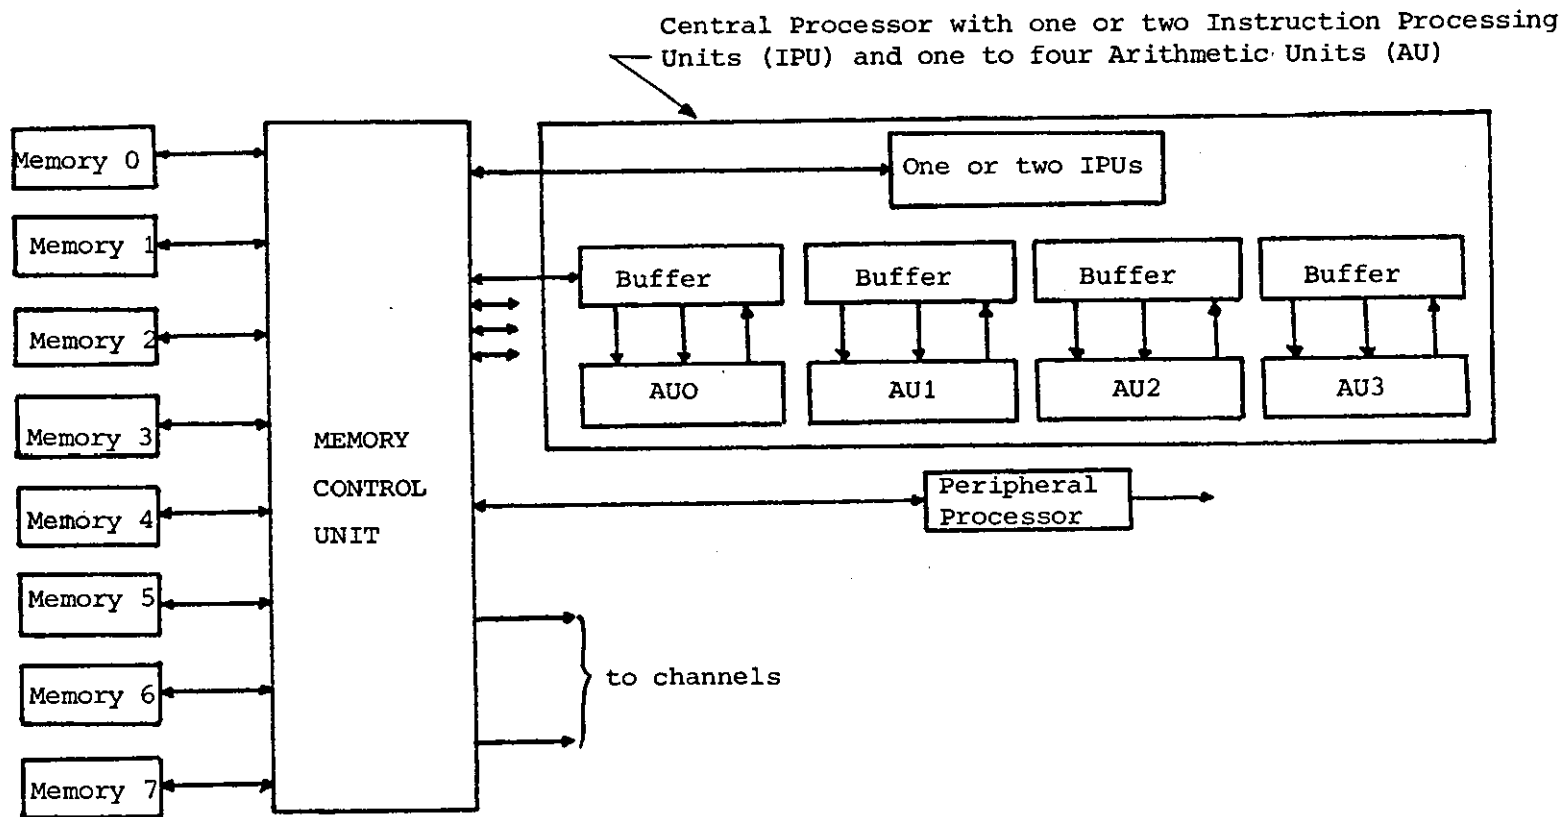 Central Processor with one or two Instruction Processing
Units (IPU) and one to four Arithmetic Units (AU)
Memory 0
Memory 1
Memory 2
Memory 3
Memory 4
Memory 5
Memory 6
Memory 7
MEMORY
CONTROL
UNIT
One or two IPUs
Buffer
Buffer
Buffer
Buffer
AU0
AU1
AU2
AU3
Peripheral
Processor
to channels